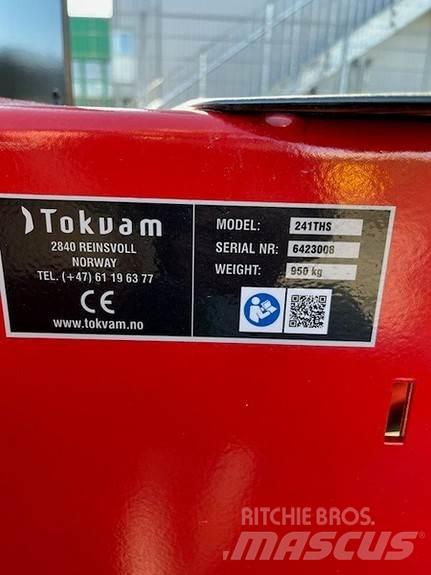 Tokvam
2840 REINSVOLL
NORWAY
TEL. (+47) 61 19 63 77
CE
www.tokvam.no
MODEL: 241THS
SERIAL NR: 6423008
WEIGHT: 950 kg
RITCHIE BROS.
MASCUS